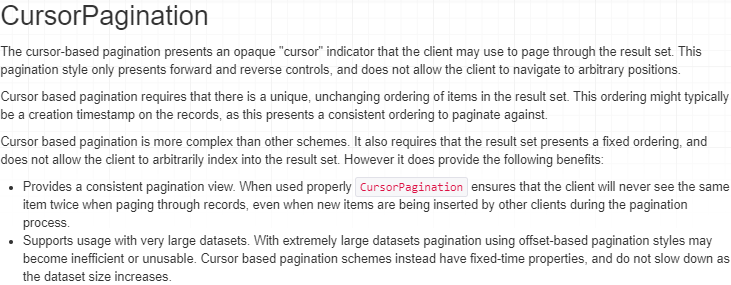 CursorPagination
The cursor-based pagination presents an opaque "cursor" indicator that the client may use to page through the result set. This
pagination style only presents forward and reverse controls, and does not allow the client to navigate to arbitrary positions.
Cursor based pagination requires that there is a unique, unchanging ordering of items in the result set. This ordering might typically
be a creation timestamp on the records, as this presents a consistent ordering to paginate against.
Cursor based pagination is more complex than other schemes. It also requires that the result set presents a fixed ordering, and
does not allow the client to arbitrarily index into the result set. However it does provide the following benefits:
• Provides a consistent pagination view. When used properly CursorPagination ensures that the client will never see the same
item twice when paging through records, even when new items are being inserted by other clients during the pagination
process.
• Supports usage with very large datasets. With extremely large datasets pagination using offset-based pagination styles may
become inefficient or unusable. Cursor based pagination schemes instead have fixed-time properties, and do not slow down as
the dataset size increases.